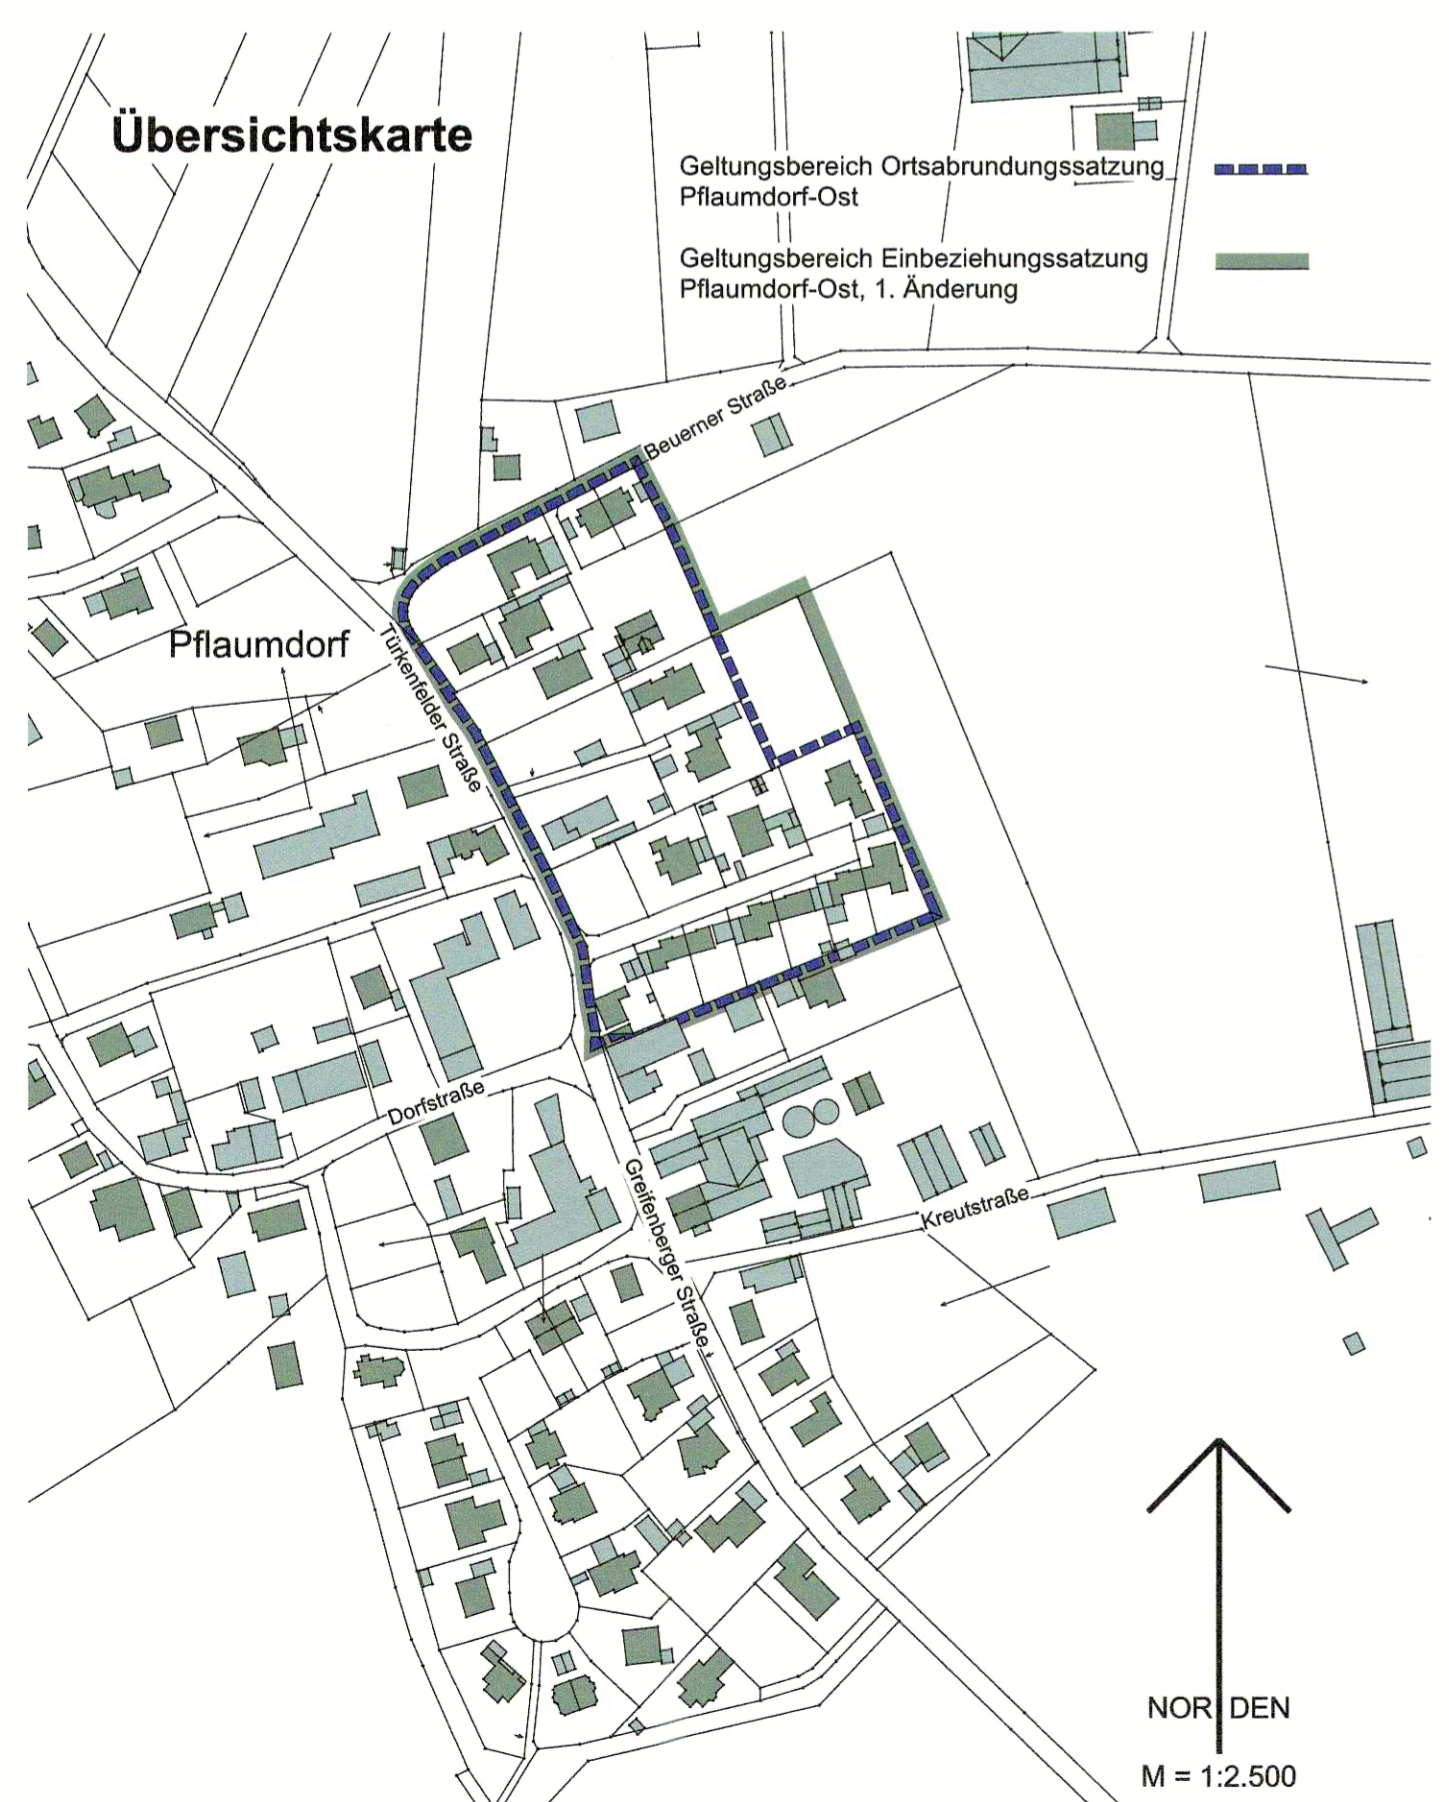 Übersichtskarte
Geltungsbereich Ortsabrundungssatzung
Pflaumdorf-Ost
Geltungsbereich Einbeziehungssatzung
Pflaumdorf-Ost, 1. Änderung
Beuerner Straße
Pflaumdorf
Türkenfelder Straße
Dorfstraße
Greifenberger Straße
Kreutstraße
NORDEN
M = 1:2.500